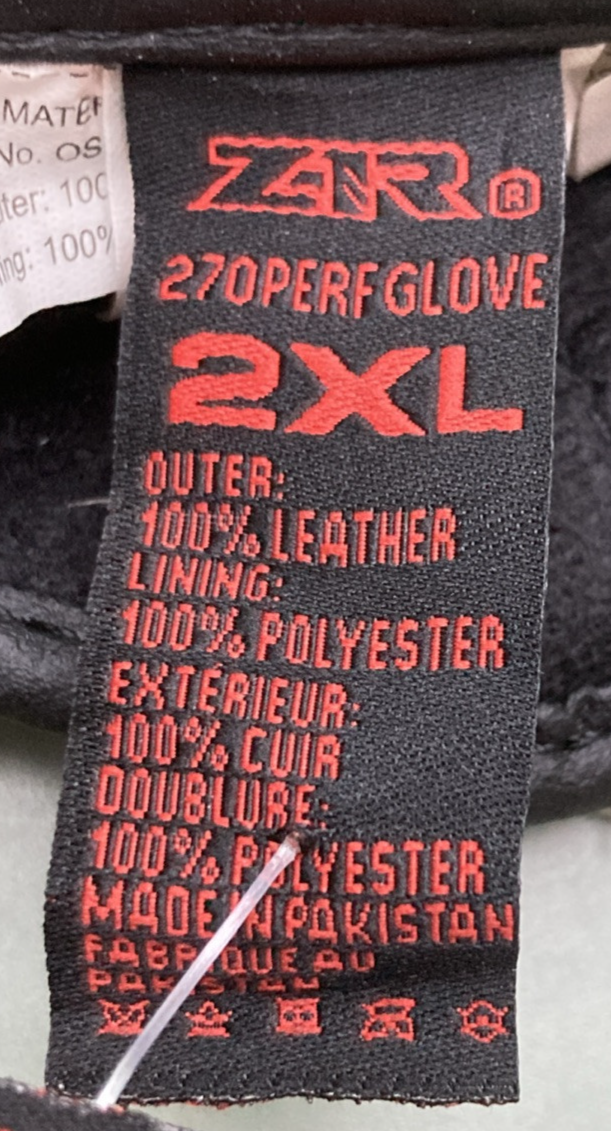 MATER
No. OS
ter: 100
ing: 100%
Z1R ®
270PERFGLOVE
2XL
OUTER:
100% LEATHER
LINING:
100% POLYESTER
EXTÉRIEUR:
100% CUIR
DOUBLURE:
100% POLYESTER
MADE IN PAKISTAN
FABRIQUE AU
PAKISTAN